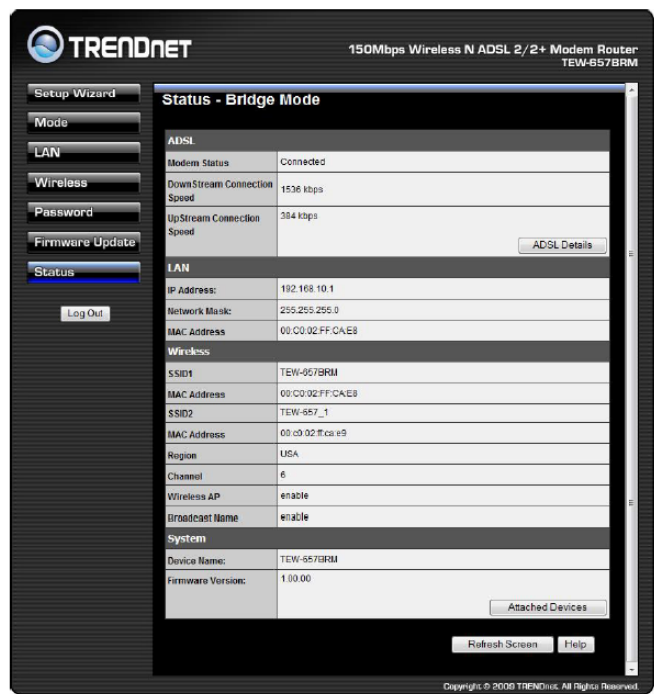 TRENDNET
150Mbps Wireless N ADSL 2/2+ Modem Router
TEW-657BRM
Setup Wizard
Mode
LAN
Wireless
Password
Firmware Update
Status
Log Out
Status - Bridge Mode
ADSL
Modem Status Connected
DownStream Connection Speed 1536 kbps
UpStream Connection Speed 384 kbps
ADSL Details
LAN
IP Address: 192.168.10.1
Network Mask: 255.255.255.0
MAC Address 00:C0:02:FF:CA:E8
Wireless
SSID1 TEW-657BRM
MAC Address 00:C0:02:FF:CA:E8
SSID2 TEW-657_1
MAC Address 00:c0:02:ff:ca:e9
Region USA
Channel 6
Wireless AP enable
Broadcast Name enable
System
Device Name: TEW-657BRM
Firmware Version: 1.00.00
Attached Devices
Refresh Screen Help
Copyright © 2009 TRENDnet. All Rights Reserved.